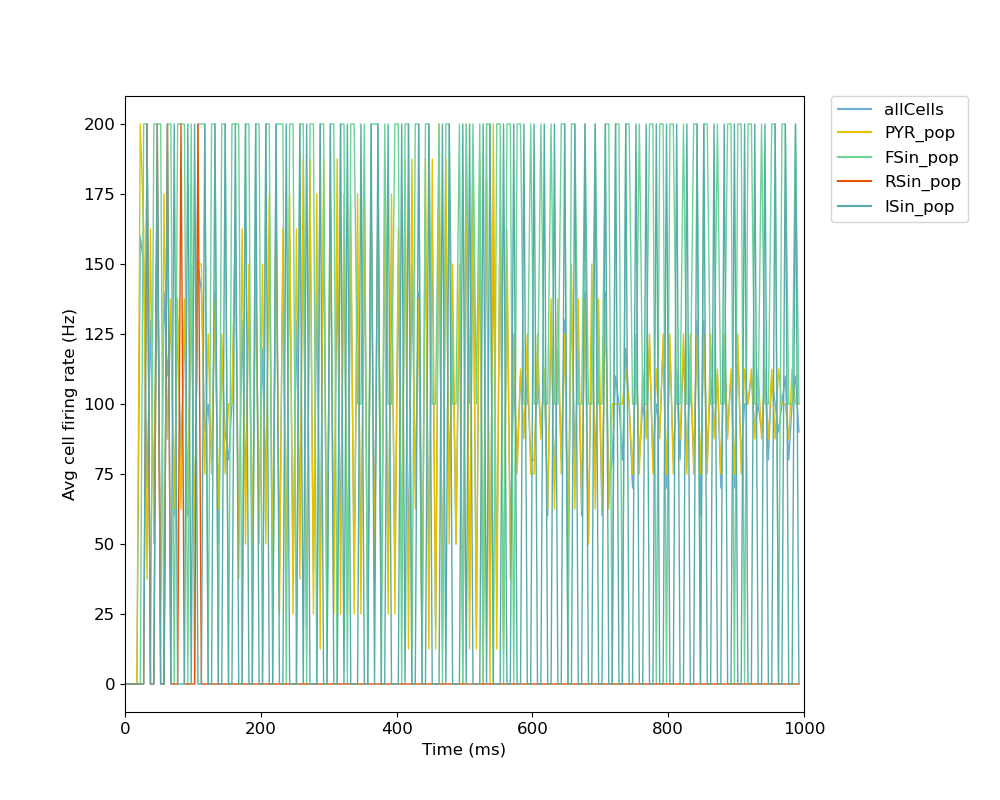 allCells
PYR_pop
FSin_pop
RSin_pop
ISin_pop
200
175
150
125
100
75
50
25
0
Avg cell firing rate (Hz)
0 200 400 600 800 1000
Time (ms)